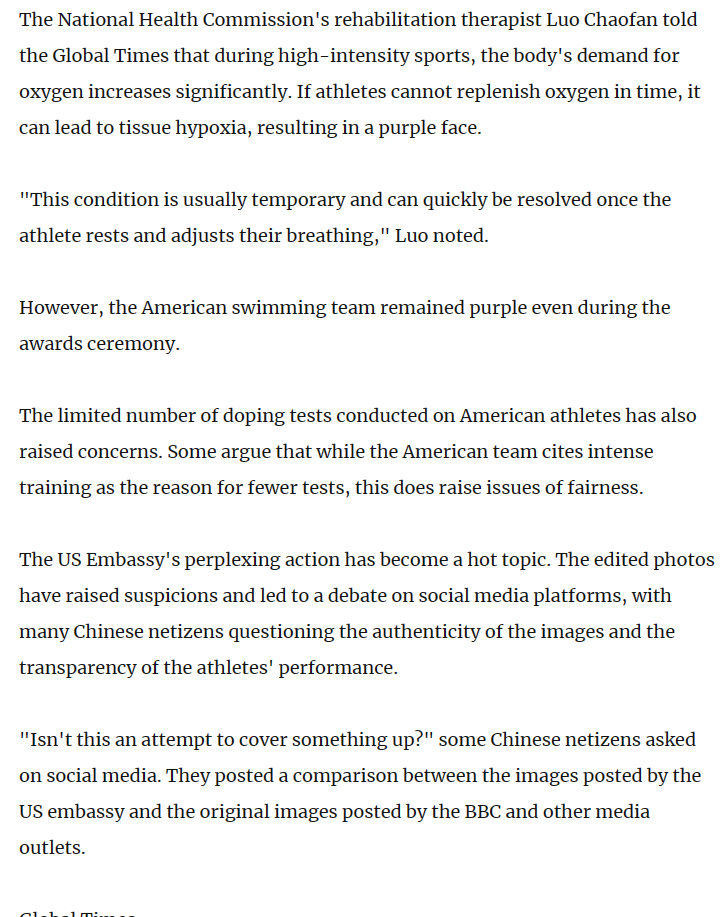 The National Health Commission's rehabilitation therapist Luo Chaofan told
the Global Times that during high-intensity sports, the body's demand for
oxygen increases significantly. If athletes cannot replenish oxygen in time, it
can lead to tissue hypoxia, resulting in a purple face.
"This condition is usually temporary and can quickly be resolved once the
athlete rests and adjusts their breathing," Luo noted.
However, the American swimming team remained purple even during the
awards ceremony.
The limited number of doping tests conducted on American athletes has also
raised concerns. Some argue that while the American team cites intense
training as the reason for fewer tests, this does raise issues of fairness.
The US Embassy's perplexing action has become a hot topic. The edited photos
have raised suspicions and led to a debate on social media platforms, with
many Chinese netizens questioning the authenticity of the images and the
transparency of the athletes' performance.
"Isn't this an attempt to cover something up?" some Chinese netizens asked
on social media. They posted a comparison between the images posted by the
US embassy and the original images posted by the BBC and other media
outlets.
Global Times